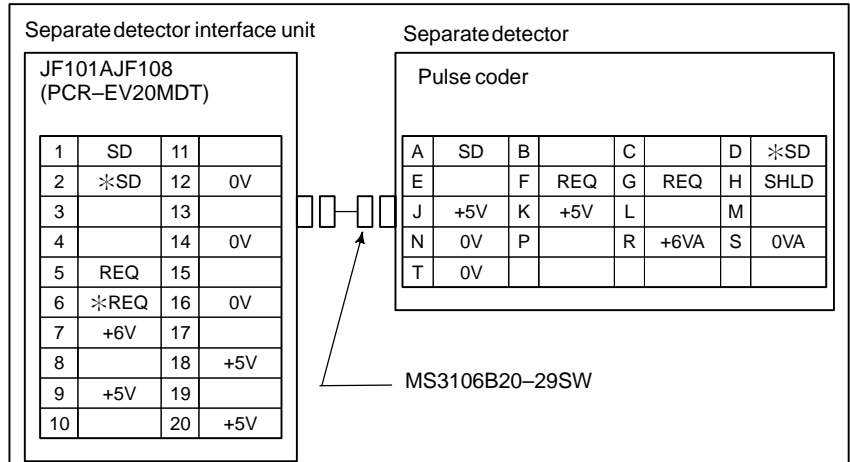 Separate detector interface unit
JF101AJF108
(PCR–EV20MDT)
1 SD 11
2 ✳SD 12 0V
3 13
4 14 0V
5 REQ 15
6 ✳REQ 16 0V
7 +6V 17
8 18 +5V
9 +5V 19
10 20 +5V
Separate detector
Pulse coder
A SD B C D ✳SD
E F REQ G REQ H SHLD
J +5V K +5V L M
N 0V P R +6VA S 0VA
T 0V
MS3106B20–29SW